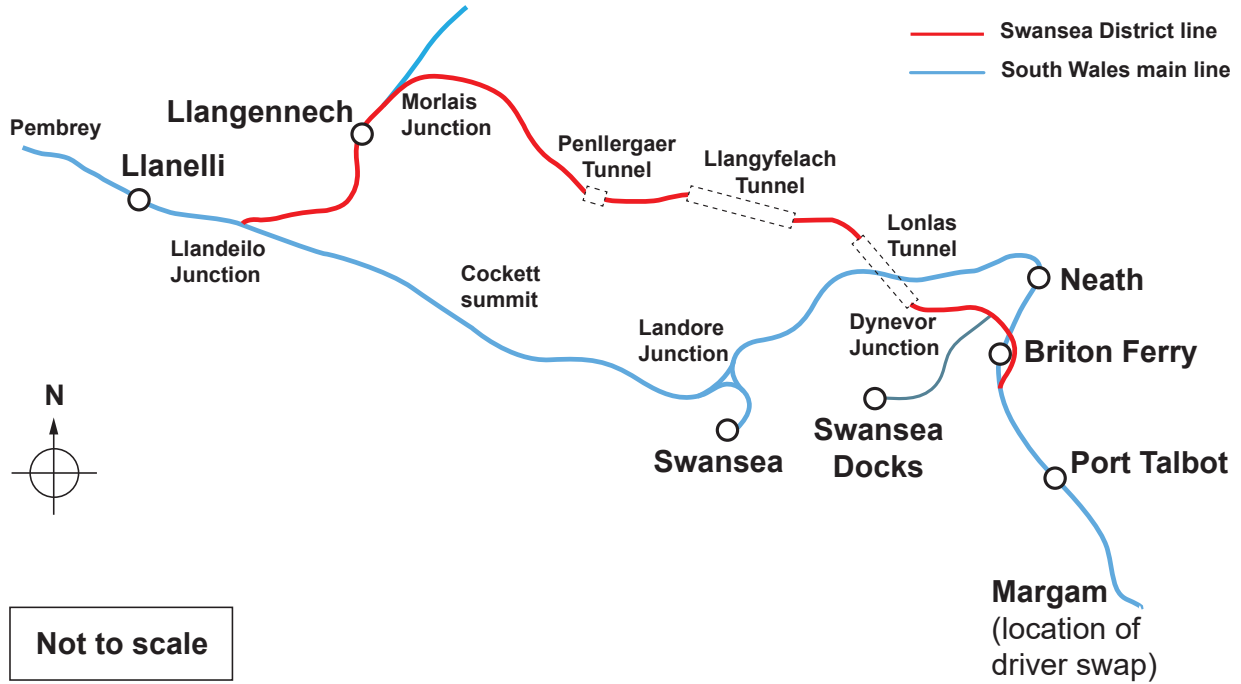 Swansea District line
South Wales main line
Llangennech
Morlais
Junction
Pembrey
Llanelli
Penllergaer
Tunnel
Llangyfelach
Tunnel
Lonlas
Tunnel
Llandeilo
Junction
Cockett
summit
Neath
Landore
Junction
Dynevor
Junction
Briton Ferry
N
Swansea
Swansea
Docks
Port Talbot
Margam
(location of
driver swap)
Not to scale